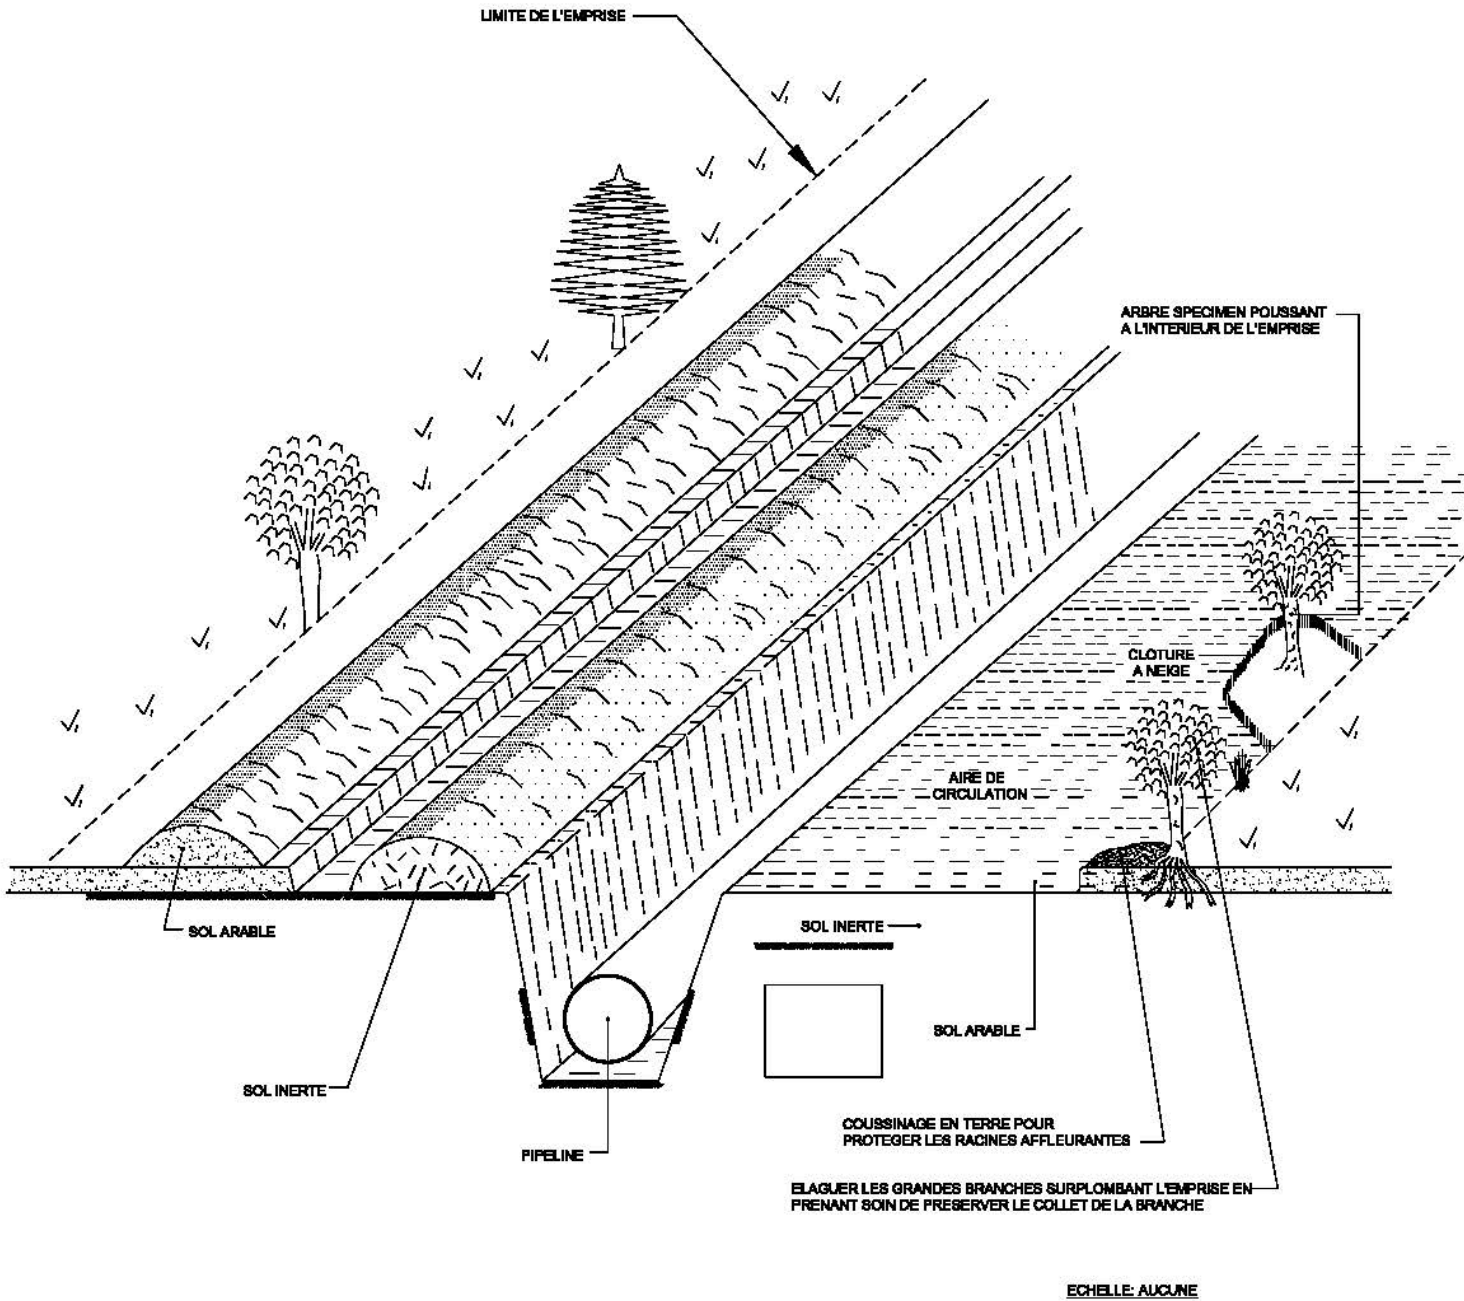 LIMITE DE L'EMPRISE
ARBRE SPECIMEN POUSSANT
A L'INTERIEUR DE L'EMPRISE
CLOTURE
A NEIGE
AIRE DE
CIRCULATION
SOL ARABLE
SOL INERTE
SOL ARABLE
SOL INERTE
COUSSINAGE EN TERRE POUR
PROTEGER LES RACINES AFFLEURANTES
PIPELINE
ELAGUER LES GRANDES BRANCHES SURPLOMBANT L'EMPRISE EN
PRENANT SOIN DE PRESERVER LE COLLET DE LA BRANCHE
ECHELLE: AUCUNE